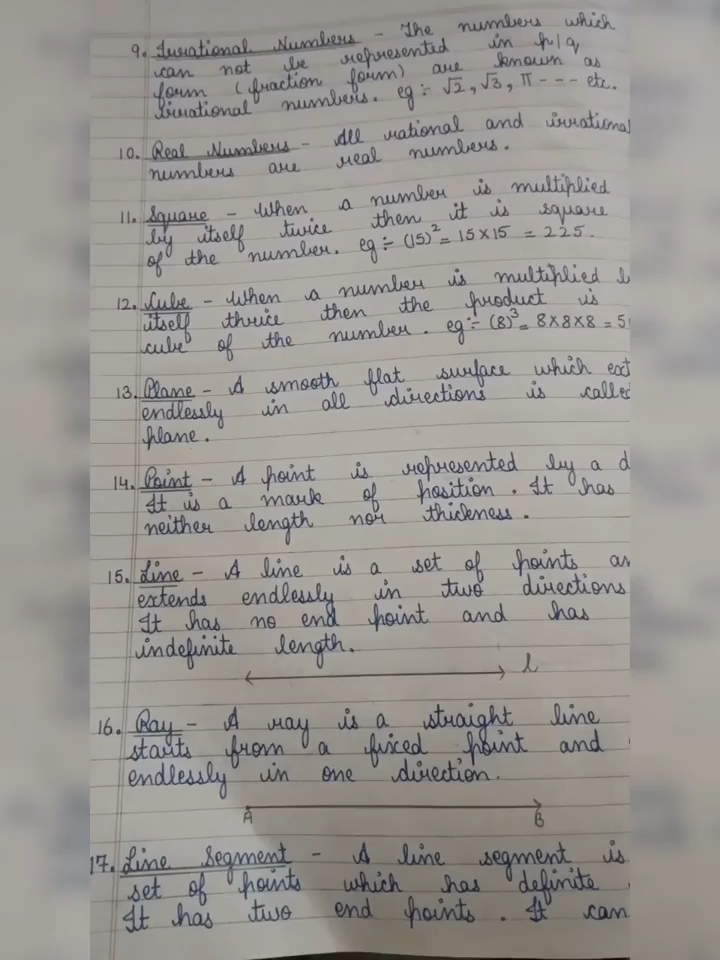 9. Irrational Numbers - The numbers which
can not be represented in p/q
form (fraction form) are known as
irrational numbers. eg:- √2, √3, π --- etc.
10. Real Numbers - All rational and irrational
numbers are real numbers.
11. Square - When a number is multiplied
by itself twice then it is square
of the number. eg:- (15)² = 15×15 = 225.
12. Cube - When a number is multiplied
itself thrice then the product is
cube of the number. eg:- (8)³ = 8×8×8 = 5
13. Plane - A smooth flat surface which ext
endlessly in all directions is called
plane.
14. Point - A point is represented by a d
It is a mark of position. It has
neither length nor thickness.
15. Line - A line is a set of points an
extends endlessly in two directions
It has no end point and has
indefinite length.
l
16. Ray - A ray is a straight line
starts from a fixed point and
endlessly in one direction.
A B
17. Line Segment - A line segment is
set of points which has definite
It has two end points. It can